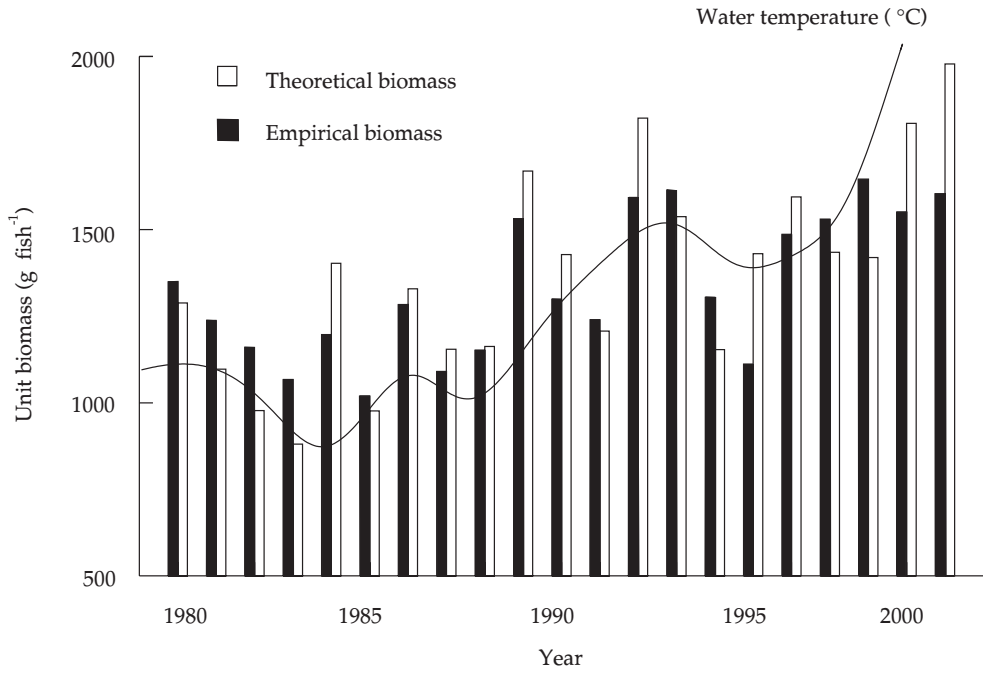 Water temperature ( °C)
2000
Theoretical biomass
Empirical biomass
1500
Unit biomass (g fish-1)
1000
500
1980 1985 1990 1995 2000
Year